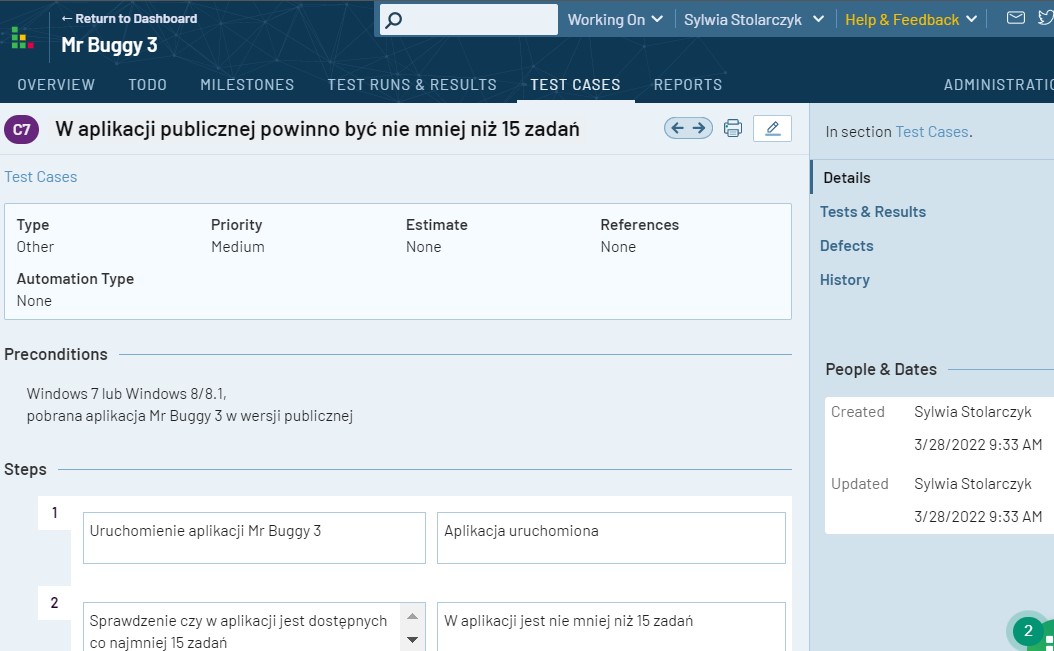 ← Return to Dashboard
Mr Buggy 3
Working On
Sylwia Stolarczyk
Help & Feedback
OVERVIEW
TODO
MILESTONES
TEST RUNS & RESULTS
TEST CASES
REPORTS
ADMINISTRATIO
C7
W aplikacji publicznej powinno być nie mniej niż 15 zadań
Test Cases
Type
Other
Priority
Medium
Estimate
None
References
None
Automation Type
None
Preconditions
Windows 7 lub Windows 8/8.1,
pobrana aplikacja Mr Buggy 3 w wersji publicznej
Steps
1
Uruchomienie aplikacji Mr Buggy 3
Aplikacja uruchomiona
2
Sprawdzenie czy w aplikacji jest dostępnych
co najmniej 15 zadań
W aplikacji jest nie mniej niż 15 zadań
In section Test Cases.
Details
Tests & Results
Defects
History
People & Dates
Created
Sylwia Stolarczyk
3/28/2022 9:33 AM
Updated
Sylwia Stolarczyk
3/28/2022 9:33 AM
2